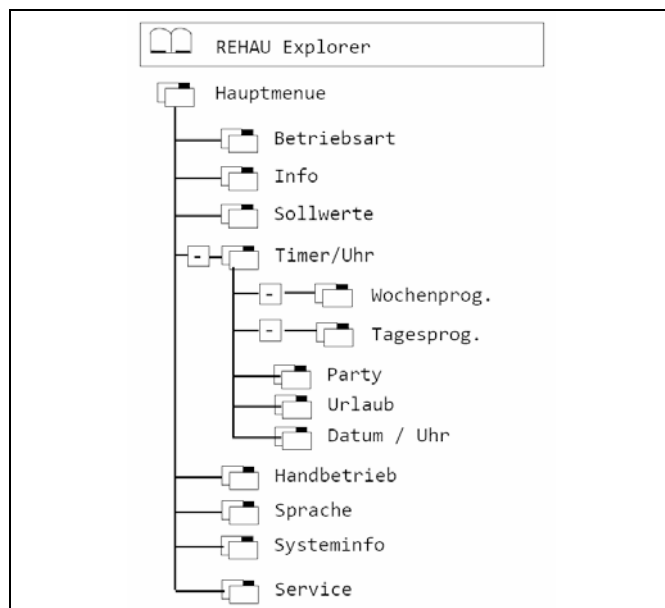 REHAU Explorer
Hauptmenue
Betriebsart
Info
Sollwerte
Timer/Uhr
Wochenprog.
Tagesprog.
Party
Urlaub
Datum / Uhr
Handbetrieb
Sprache
Systeminfo
Service